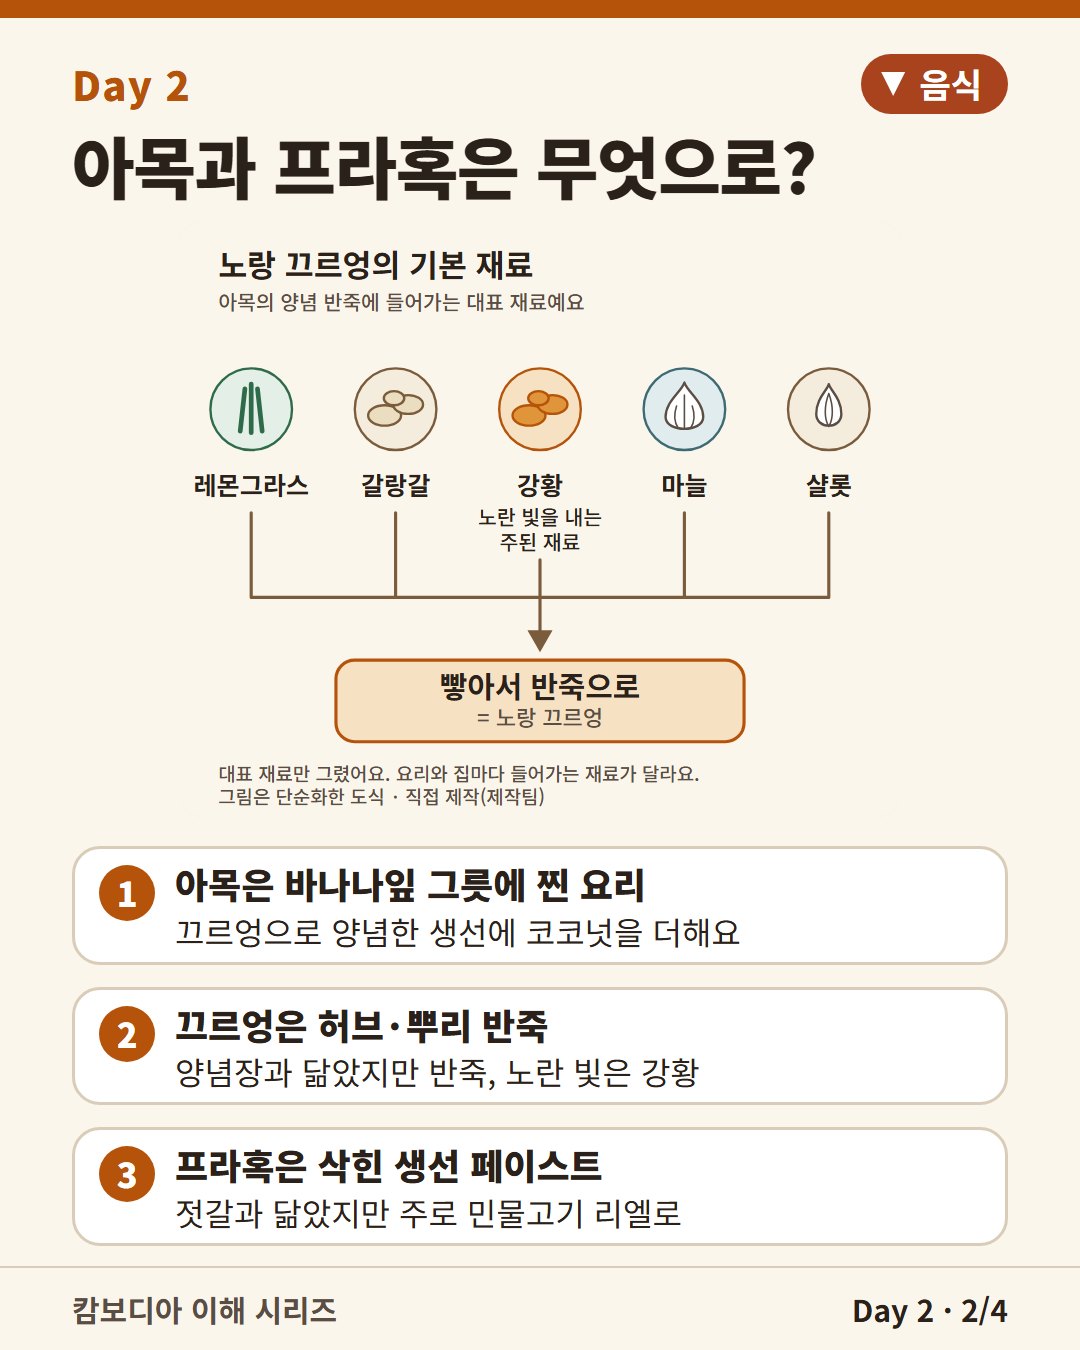 Day 2
▼ 음식
아목과 프라혹은 무엇으로?
노랑 끄르엉의 기본 재료
아목의 양념 반죽에 들어가는 대표 재료예요
레몬그라스
갈랑갈
강황
마늘
샬롯
노란 빛을 내는
주된 재료
빻아서 반죽으로
= 노랑 끄르엉
대표 재료만 그렸어요. 요리와 집마다 들어가는 재료가 달라요.
그림은 단순화한 도식 · 직접 제작(제작팀)
1
아목은 바나나잎 그릇에 찐 요리
끄르엉으로 양념한 생선에 코코넛을 더해요
2
끄르엉은 허브·뿌리 반죽
양념장과 닮았지만 반죽, 노란 빛은 강황
3
프라혹은 삭힌 생선 페이스트
젓갈과 닮았지만 주로 민물고기 리엘로
캄보디아 이해 시리즈
Day 2 · 2/4